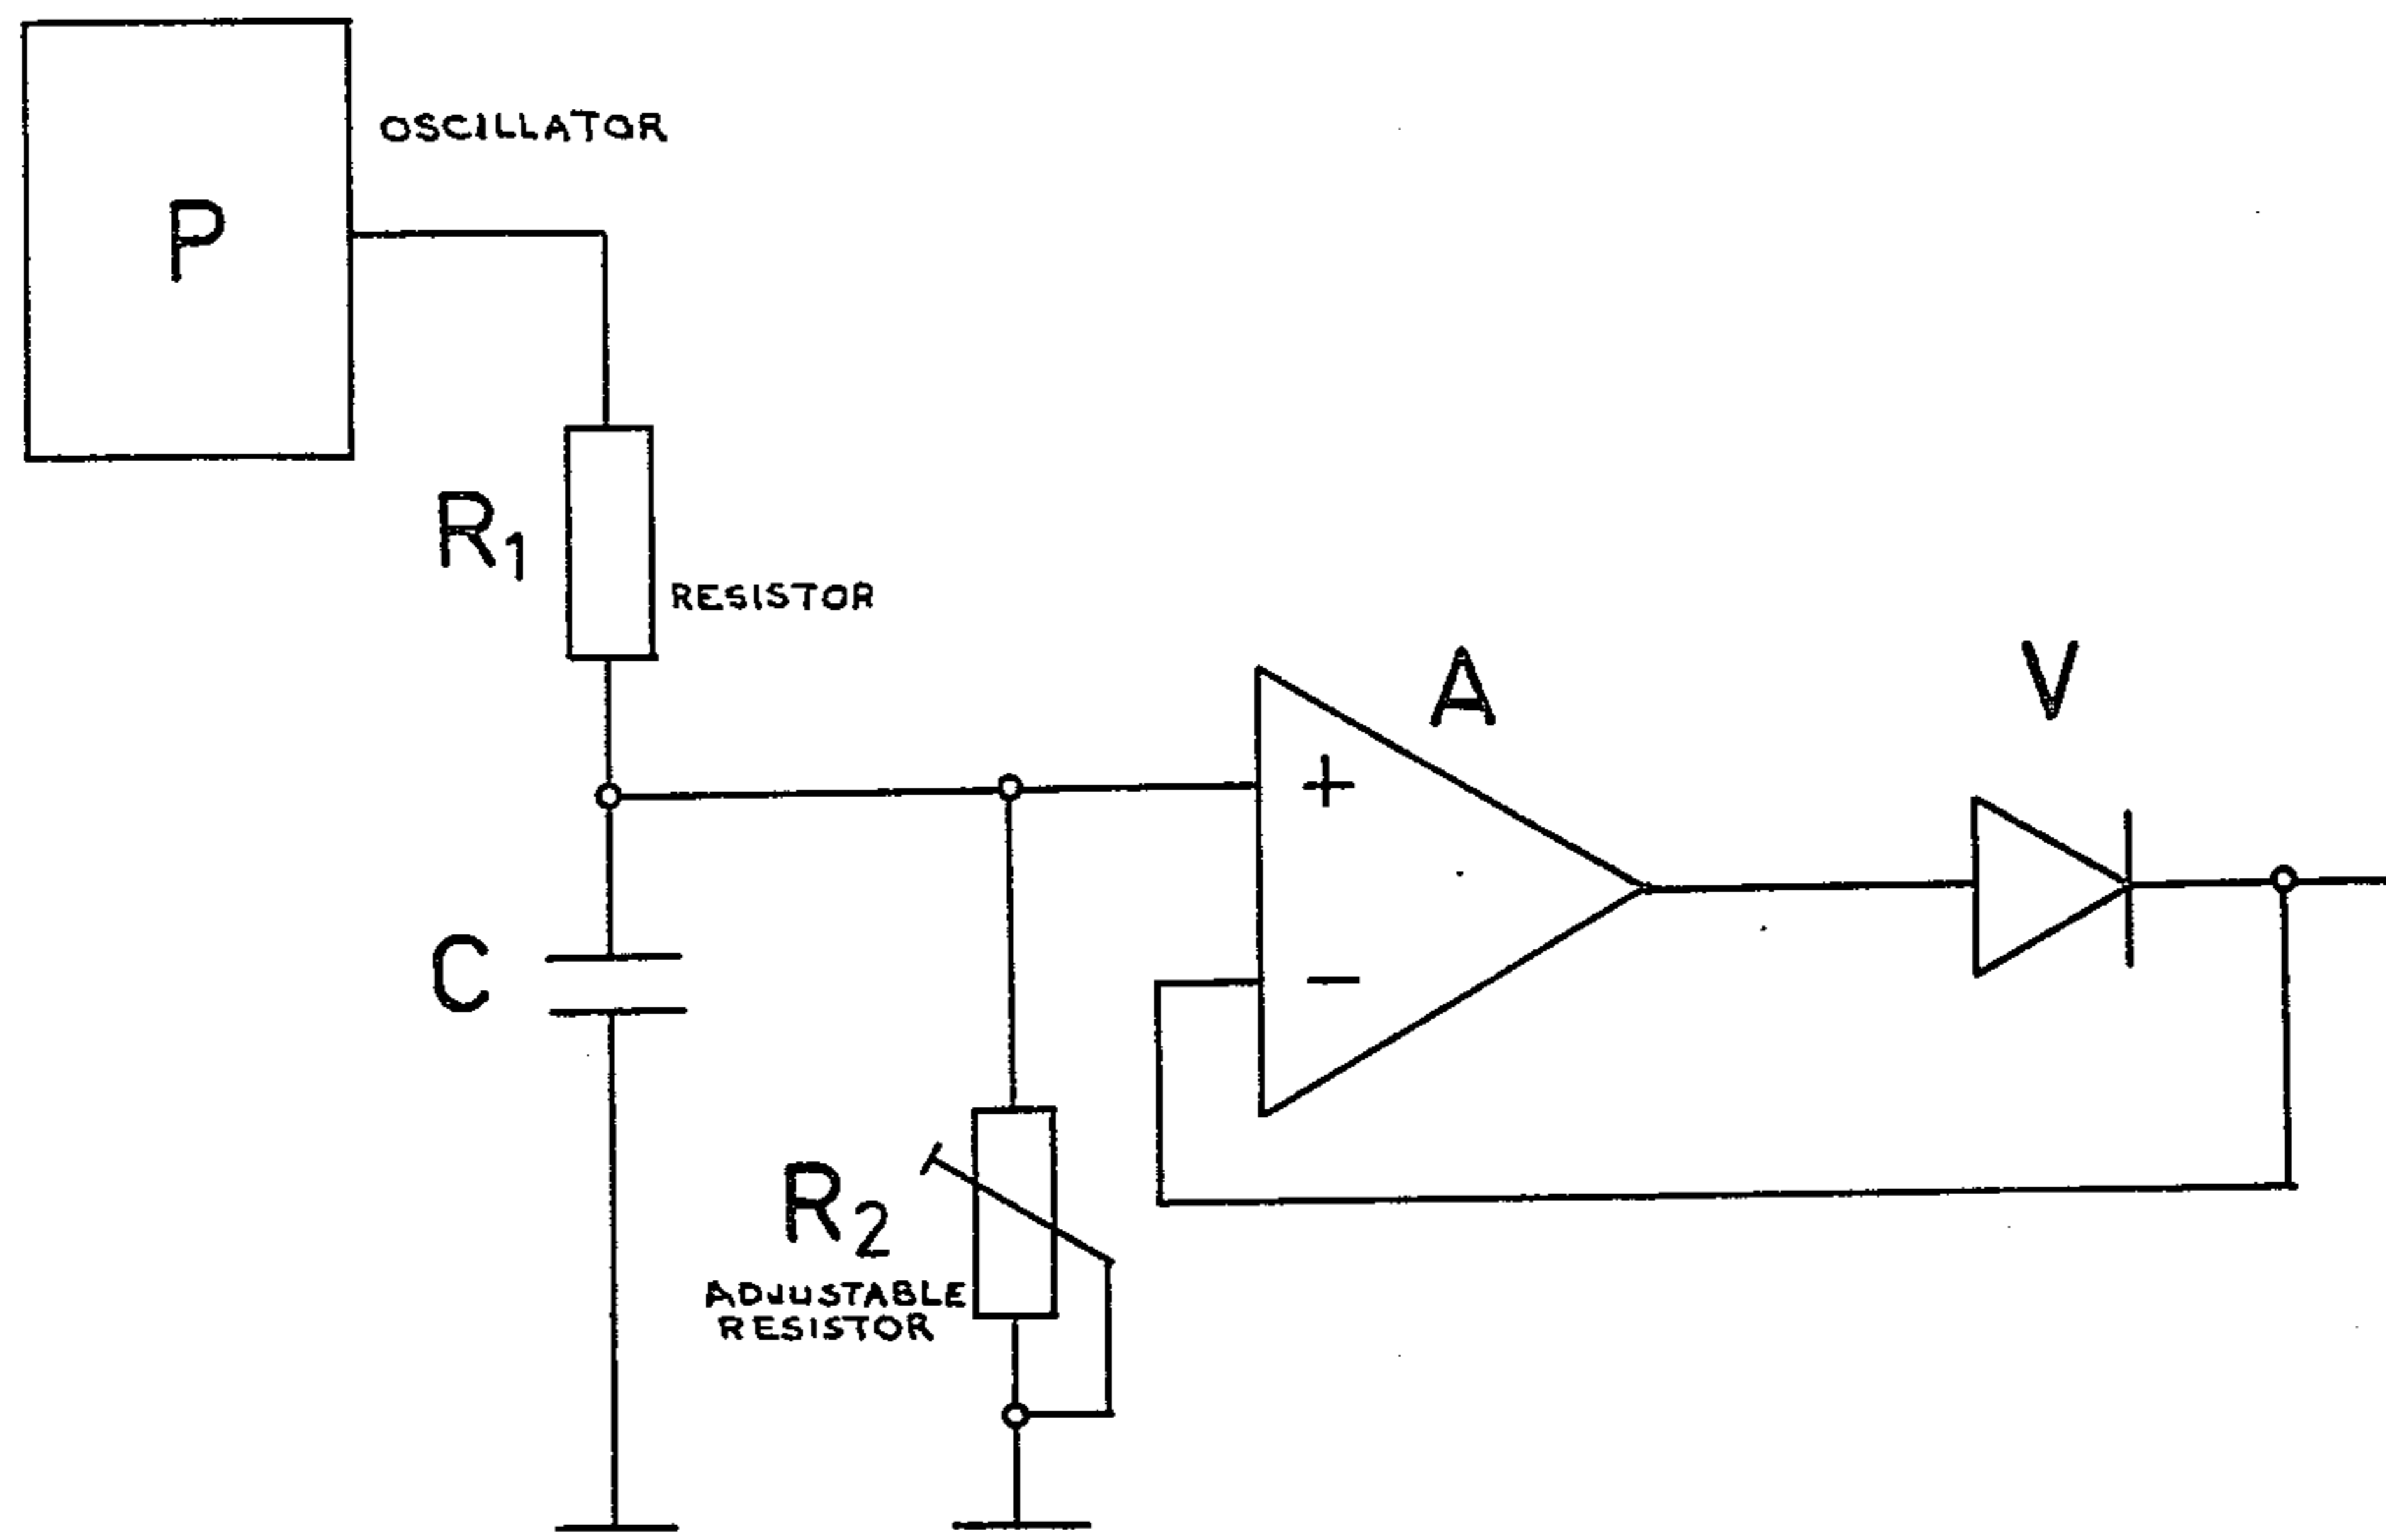 OSCILLATOR
P
R1
RESISTOR
A
V
+
C
−
R2
ADJUSTABLE
RESISTOR